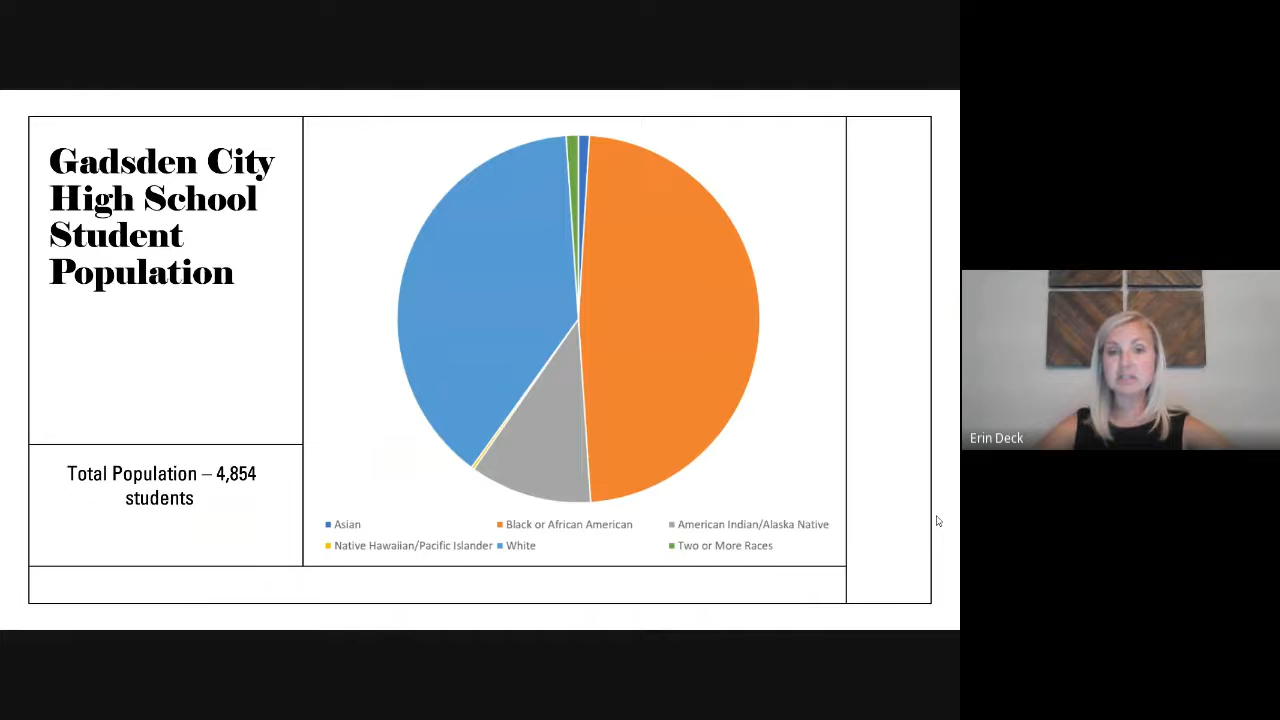 Gadsden City
High School
Student
Population
Total Population – 4,854
students
Asian
Black or African American
American Indian/Alaska Native
Native Hawaiian/Pacific Islander
White
Two or More Races
Erin Deck